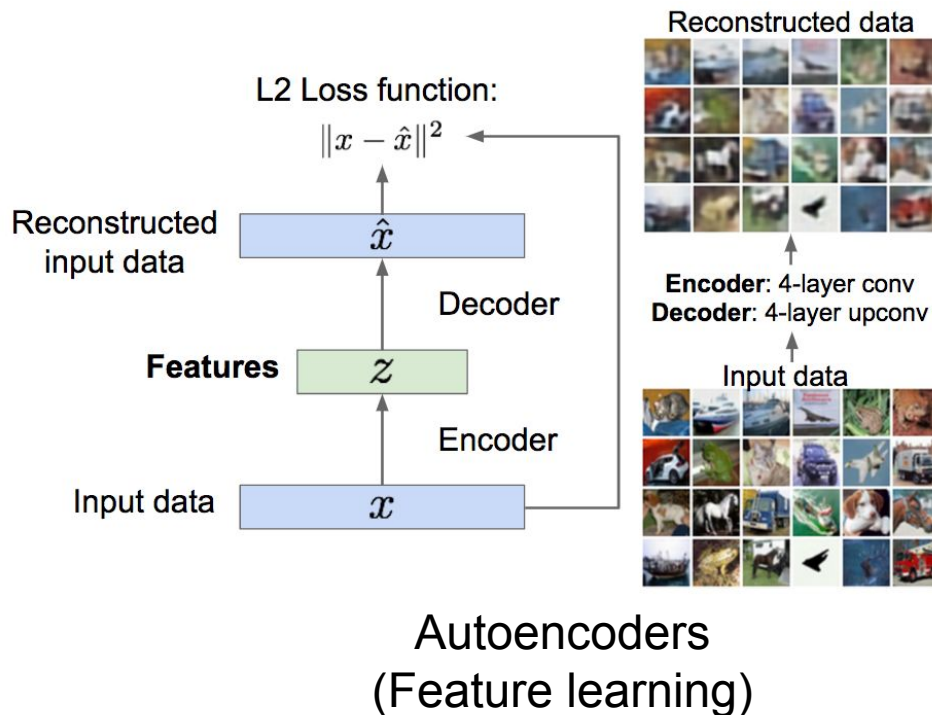 Reconstructed data
L2 Loss function:
‖x − x̂‖²
Reconstructed
input data
x̂
Decoder
Encoder: 4-layer conv
Decoder: 4-layer upconv
Features
z
Input data
Encoder
Input data
x
Autoencoders
(Feature learning)